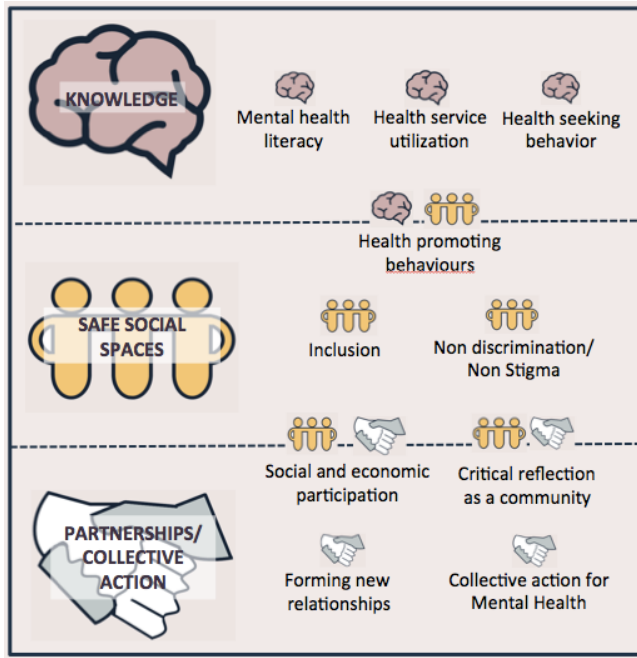 KNOWLEDGE
Mental health
literacy
Health service
utilization
Health seeking
behavior
Health promoting
behaviours
SAFE SOCIAL
SPACES
Inclusion
Non discrimination/
Non Stigma
Social and economic
participation
Critical reflection
as a community
PARTNERSHIPS/
COLLECTIVE
ACTION
Forming new
relationships
Collective action for
Mental Health